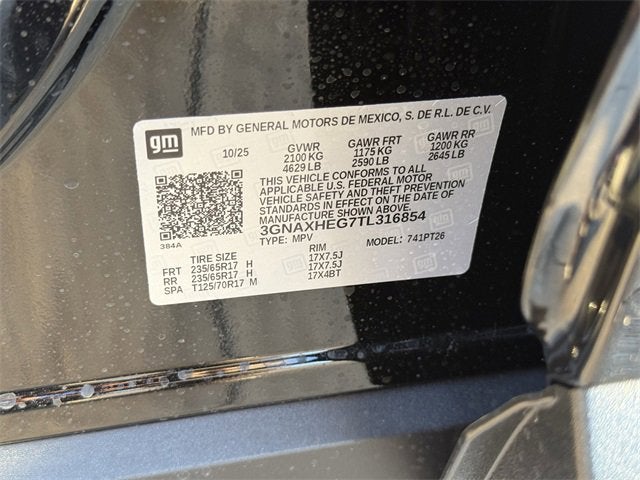 gm
MFD BY GENERAL MOTORS DE MEXICO, S. DE R.L. DE C.V.
10/25 GVWR GAWR FRT GAWR RR
2100 KG 1175 KG 1200 KG
4629 LB 2590 LB 2645 LB
THIS VEHICLE CONFORMS TO ALL
APPLICABLE U.S. FEDERAL MOTOR
VEHICLE SAFETY AND THEFT PREVENTION
STANDARDS IN EFFECT ON THE DATE OF
MANUFACTURE SHOWN ABOVE.
3GNAXHEG7TL316854
384A
TYPE: MPV MODEL: 741PT26
TIRE SIZE RIM
FRT 235/65R17 H 17X7.5J
RR 235/65R17 H 17X7.5J
SPA T125/70R17 M 17X4BT